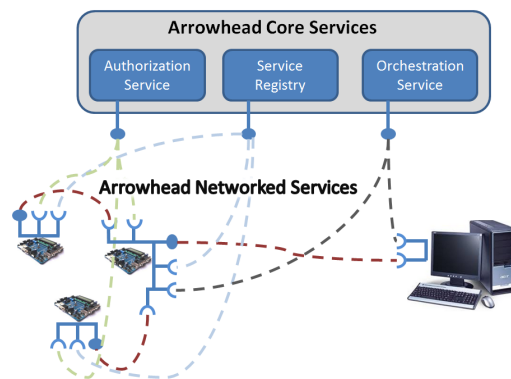 Arrowhead Core Services
Authorization
Service
Service
Registry
Orchestration
Service
Arrowhead Networked Services